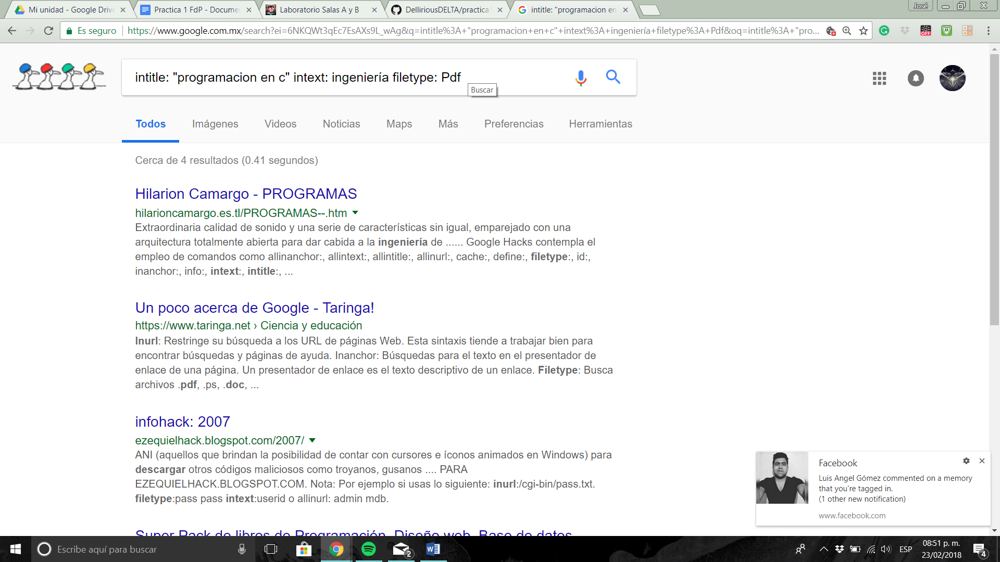 Mi unidad - Google Drive
Practica 1 FdP - Docume
Laboratorio Salas A y B
DelliriousDELTA/practica1
intitle: "programacion en
José
Es seguro
https://www.google.com.mx/search?ei=6NKQWt3qEc7EsAXs9L_wAg&q=intitle%3A+"programacion+en+c"+intext%3A+ingeniería+filetype%3A+Pdf&oq=intitle%3A+"pro...
OFF
intitle: "programacion en c" intext: ingeniería filetype: Pdf
Buscar
Todos
Imágenes
Videos
Noticias
Maps
Más
Preferencias
Herramientas
Cerca de 4 resultados (0.41 segundos)
Hilarion Camargo - PROGRAMAS
hilarioncamargo.es.tl/PROGRAMAS--.htm
Extraordinaria calidad de sonido y una serie de características sin igual, emparejado con una
arquitectura totalmente abierta para dar cabida a la ingeniería de ...... Google Hacks contempla el
empleo de comandos como allinanchor:, allintext:, allintitle:, allinurl:, cache:, define:, filetype:, id:,
inanchor:, info:, intext:, intitle:, ...
Un poco acerca de Google - Taringa!
https://www.taringa.net › Ciencia y educación
Inurl: Restringe su búsqueda a los URL de páginas Web. Esta sintaxis tiende a trabajar bien para
encontrar búsquedas y páginas de ayuda. Inanchor: Búsquedas para el texto en el presentador de
enlace de una página. Un presentador de enlace es el texto descriptivo de un enlace. Filetype: Busca
archivos .pdf, .ps, .doc, ...
infohack: 2007
ezequielhack.blogspot.com/2007/
ANI (aquellos que brindan la posibilidad de contar con cursores e íconos animados en Windows) para
descargar otros códigos maliciosos como troyanos, gusanos .... PARA
EZEQUIELHACK.BLOGSPOT.COM. Nota: Por ejemplo si usas lo siguiente: inurl:/cgi-bin/pass.txt.
filetype:pass pass intext:userid o allinurl: admin mdb.
Super Pack de libros de Programación, Diseño web, Base de datos
Facebook
Luis Angel Gómez commented on a memory
that you're tagged in.
(1 other new notification)
www.facebook.com
Escribe aquí para buscar
2
ESP
08:51 p. m.
23/02/2018
4